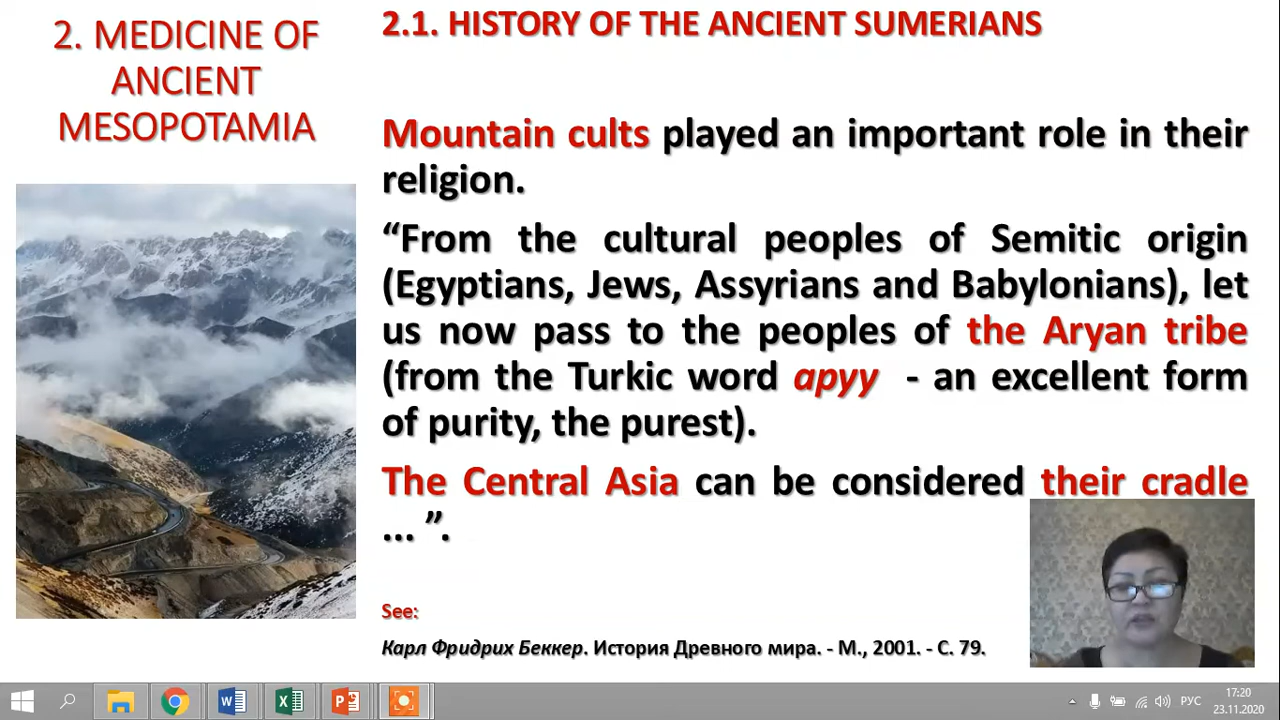 2. MEDICINE OF
ANCIENT
MESOPOTAMIA
2.1. HISTORY OF THE ANCIENT SUMERIANS
Mountain cults played an important role in their
religion.
“From the cultural peoples of Semitic origin
(Egyptians, Jews, Assyrians and Babylonians), let
us now pass to the peoples of the Aryan tribe
(from the Turkic word аруу - an excellent form
of purity, the purest).
The Central Asia can be considered their cradle
... ”.
See:
Карл Фридрих Беккер. История Древного мира. - М., 2001. - С. 79.
РУС
17:20
23.11.2020